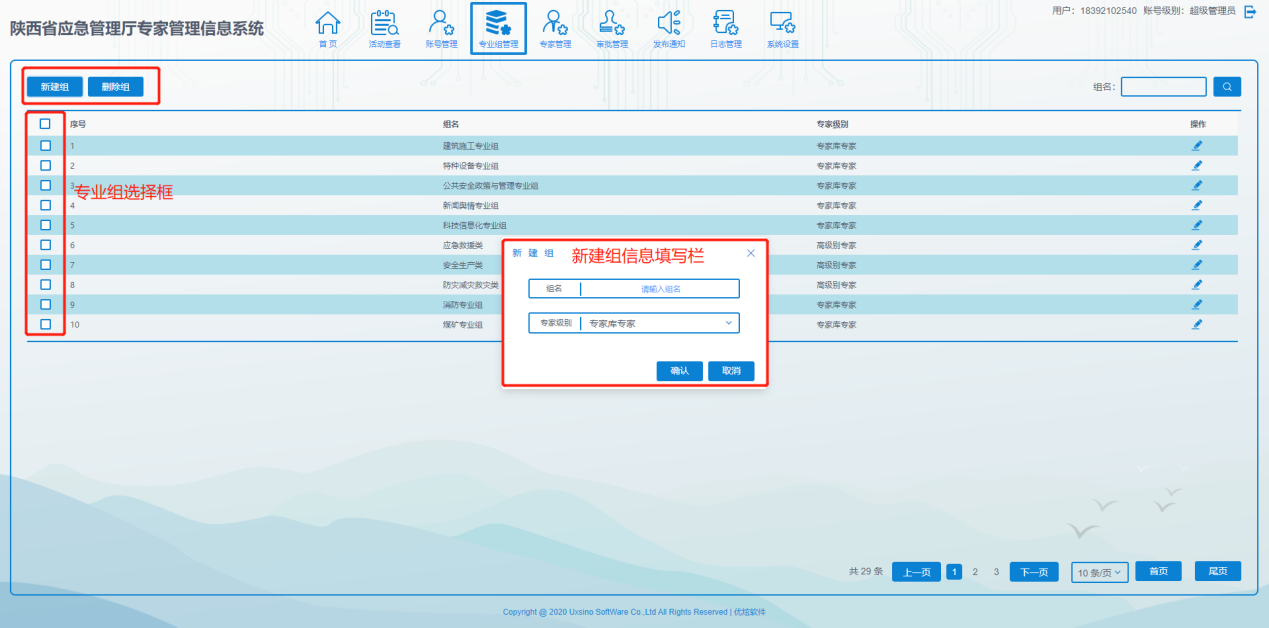 陕西省应急管理厅专家管理信息系统
用户: 18392102540 账号级别: 超级管理员
首页 活动查看 账号管理 专业组管理 专家管理 审批管理 发布通知 日志管理 系统设置
新建组 删除组 组名:
序号 组名 专家级别 操作
1 建筑施工专业组 专家库专家
2 特种设备专业组 专家库专家
3 公共安全政策与管理专业组 专家库专家
专业组选择框
4 新闻舆情专业组 专家库专家
5 科技信息化专业组 专家库专家
6 应急救援类 高级别专家
新建组 新建组信息填写栏
7 安全生产类 高级别专家
8 防灾减灾救灾类 高级别专家
组名 请输入组名
9 消防专业组 专家库专家
10 煤矿专业组 专家库专家
专家级别 专家库专家
确认 取消
共 29 条 上一页 1 2 3 下一页 10 条/页 首页 尾页
Copyright @ 2020 Uxsino SoftWare Co.,Ltd All Rights Reserved | 优炫软件